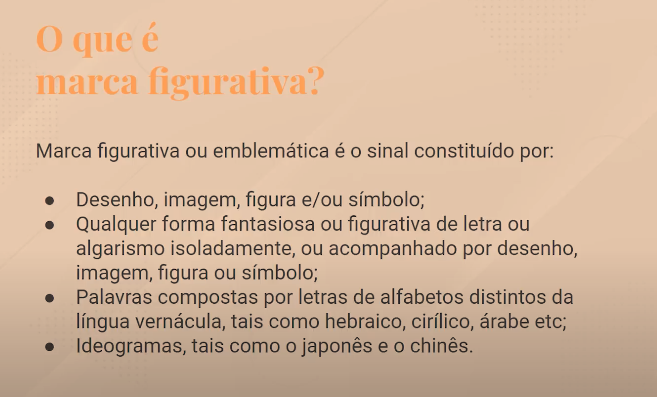 O que é
marca figurativa?
Marca figurativa ou emblemática é o sinal constituído por:
● Desenho, imagem, figura e/ou símbolo;
● Qualquer forma fantasiosa ou figurativa de letra ou
algarismo isoladamente, ou acompanhado por desenho,
imagem, figura ou símbolo;
● Palavras compostas por letras de alfabetos distintos da
língua vernácula, tais como hebraico, cirílico, árabe etc;
● Ideogramas, tais como o japonês e o chinês.